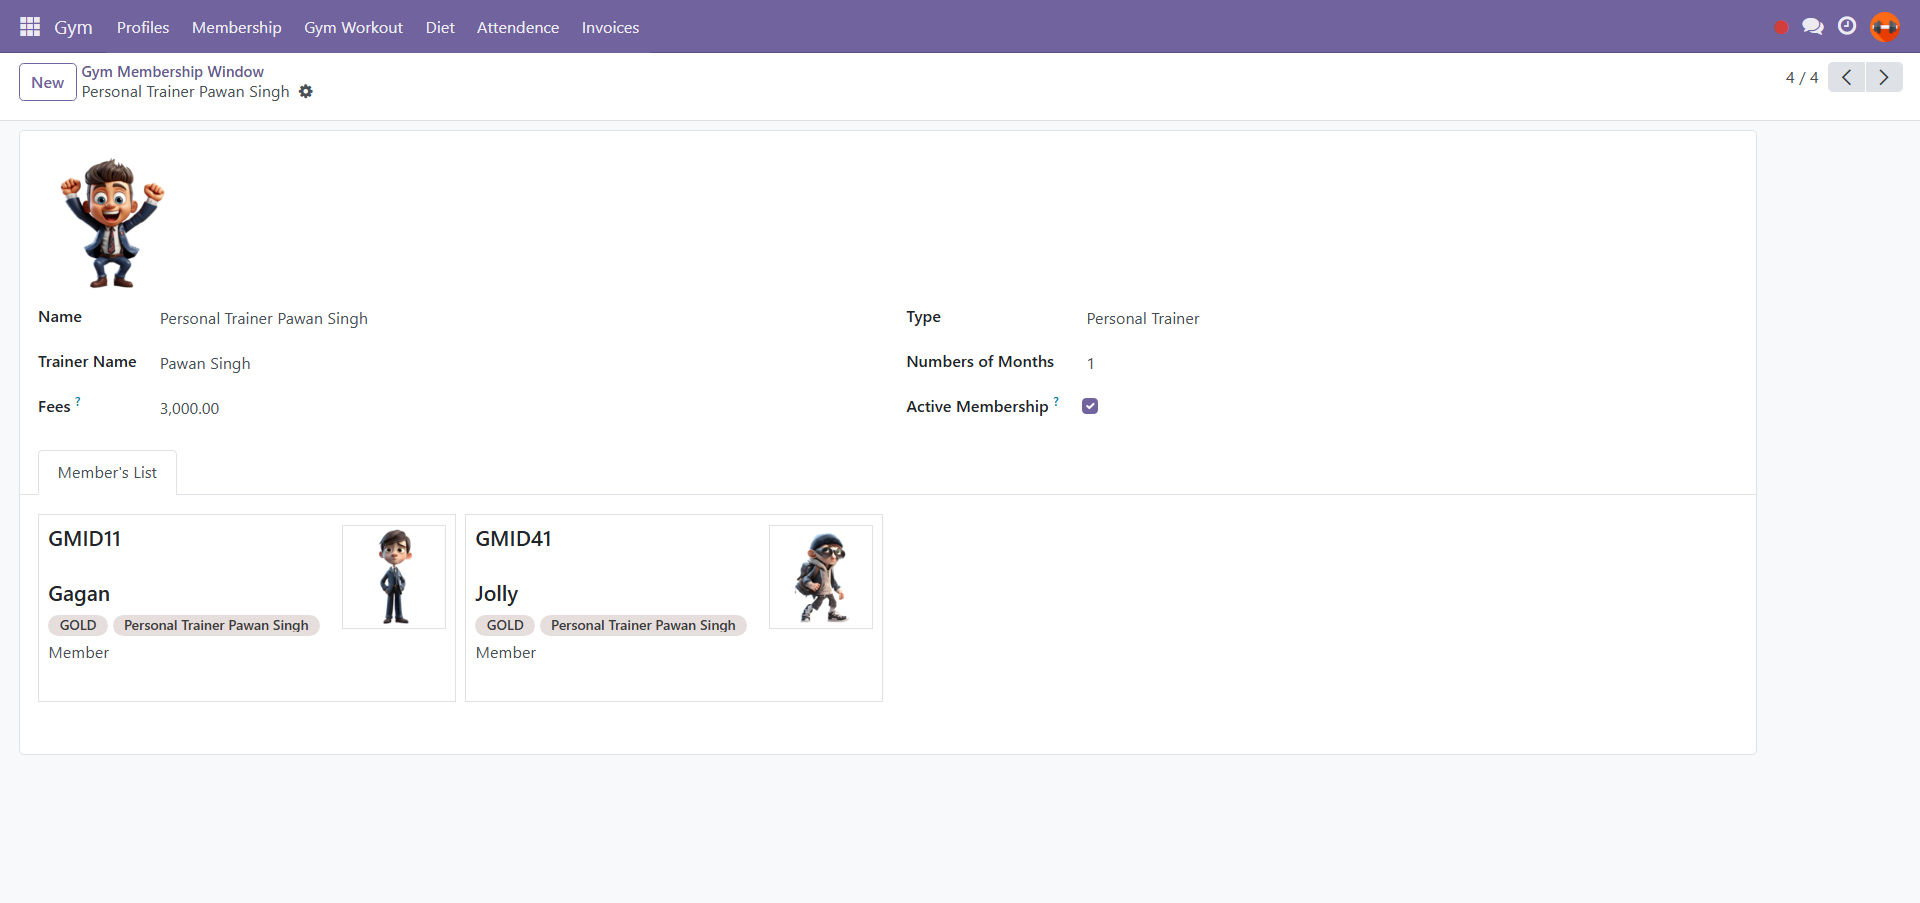 Gym Profiles Membership Gym Workout Diet Attendence Invoices
New
Gym Membership Window
Personal Trainer Pawan Singh
4 / 4
Name Personal Trainer Pawan Singh
Type Personal Trainer
Trainer Name Pawan Singh
Numbers of Months 1
Fees ? 3,000.00
Active Membership ?
Member's List
GMID11
Gagan
GOLD Personal Trainer Pawan Singh
Member
GMID41
Jolly
GOLD Personal Trainer Pawan Singh
Member